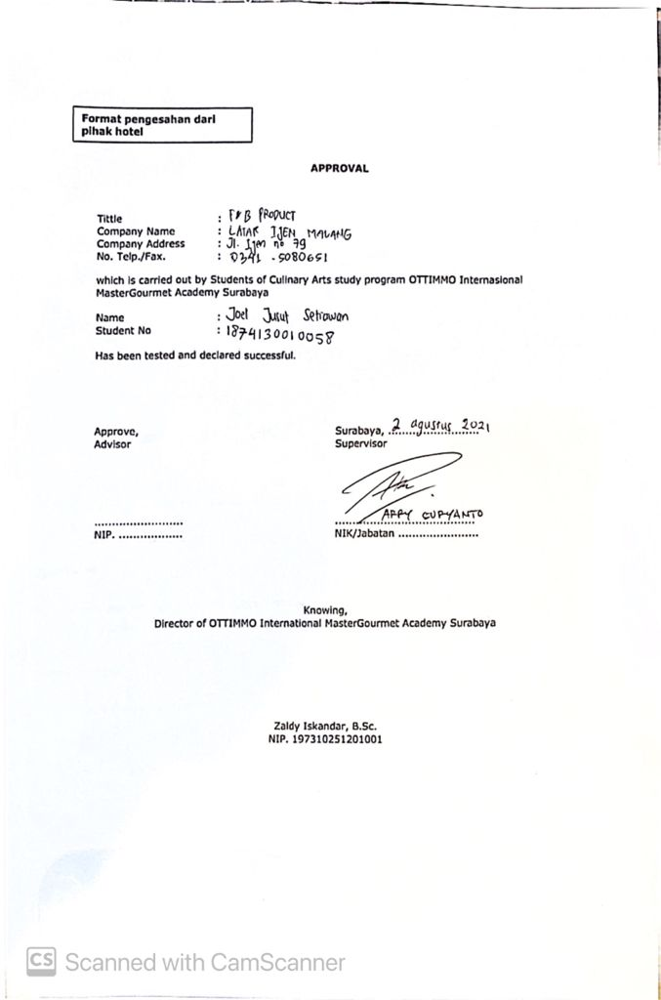 Format pengesahan dari
pihak hotel
APPROVAL
Tittle : F&B PRODUCT
Company Name : LATAR IJEN MALANG
Company Address : Jl. Ijen no 79
No. Telp./Fax. : 0341 - 5080651
which is carried out by Students of Culinary Arts study program OTTIMMO Internasional
MasterGourmet Academy Surabaya
Name : Joel Jusuf Setiawan
Student No : 1874130010058
Has been tested and declared successful.
Approve, Surabaya, 2 agustus 2021
Advisor Supervisor
........................
NIP. .................. NIK/Jabatan ......................
Knowing,
Director of OTTIMMO International MasterGourmet Academy Surabaya
Zaldy Iskandar, B.Sc.
NIP. 197310251201001
CS Scanned with CamScanner